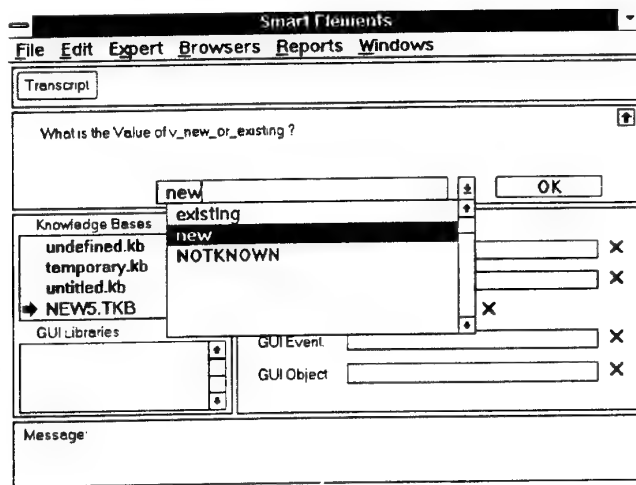 Smart Elements
File Edit Expert Browsers Reports Windows
Transcript
What is the Value of v_new_or_existing ?
new
OK
existing
new
NOTKNOWN
Knowledge Bases
undefined.kb
temporary.kb
untitled.kb
NEW5.TKB
GUI Libraries
GUI Event
GUI Object
Message: